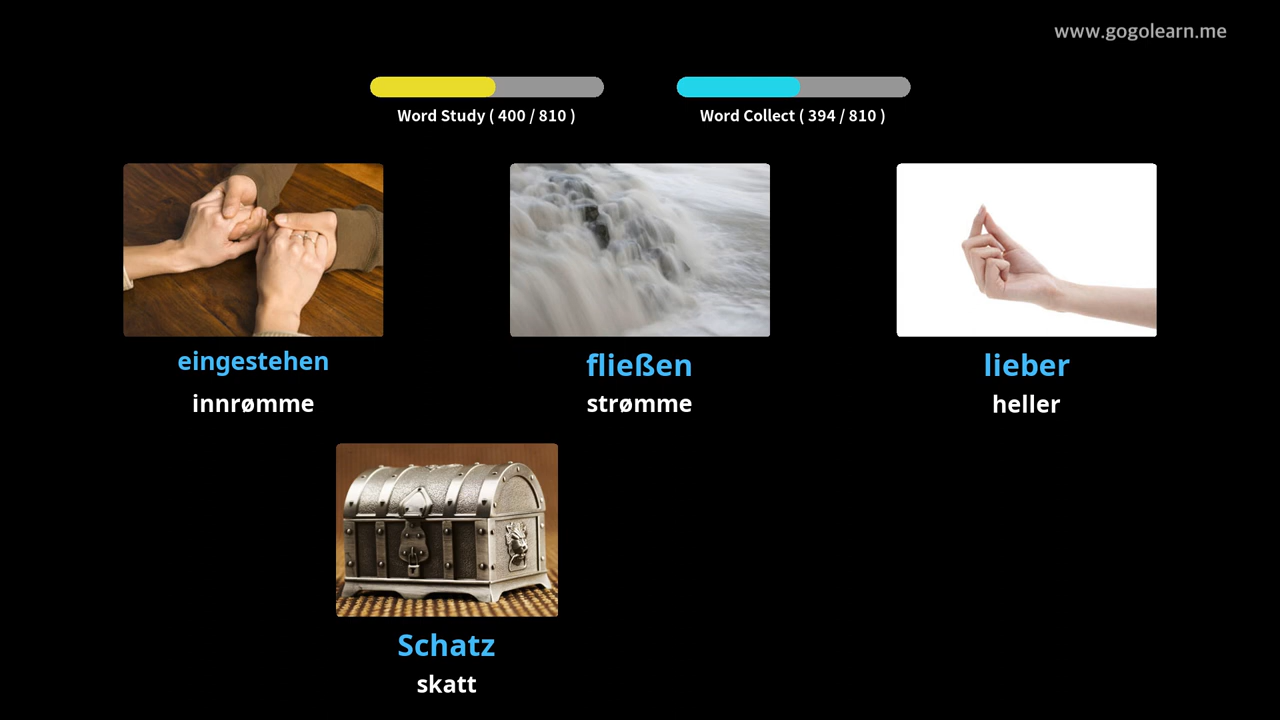 www.gogolearn.me
Word Study ( 400 / 810 )
Word Collect ( 394 / 810 )
eingestehen
innrømme
fließen
strømme
lieber
heller
Schatz
skatt